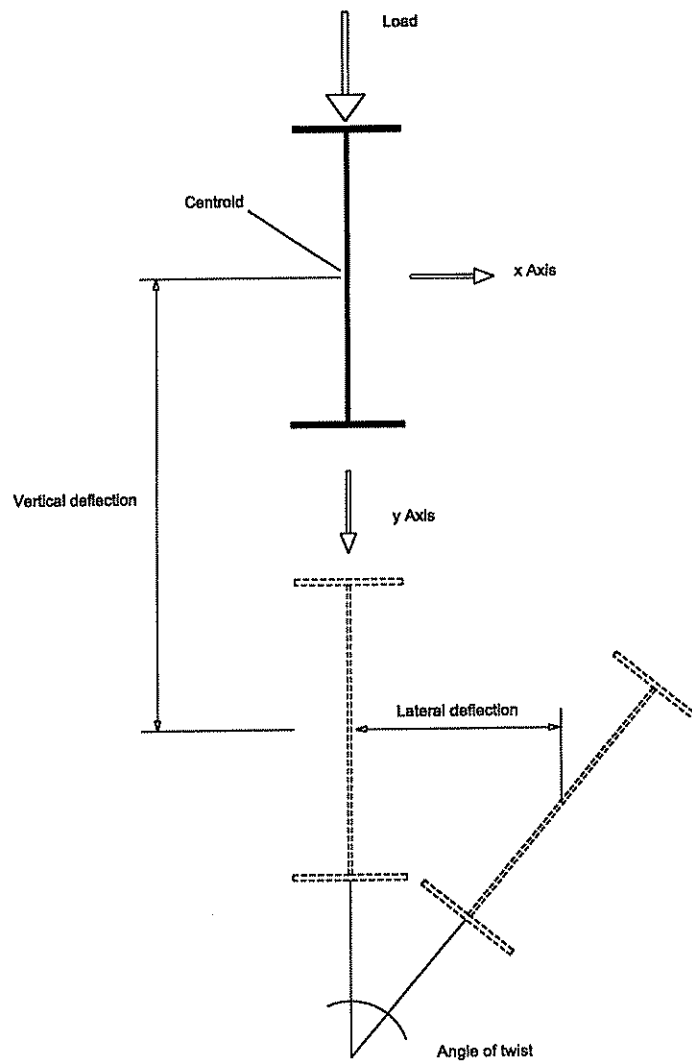 Load
Centroid
x Axis
Vertical deflection
y Axis
Lateral deflection
Angle of twist